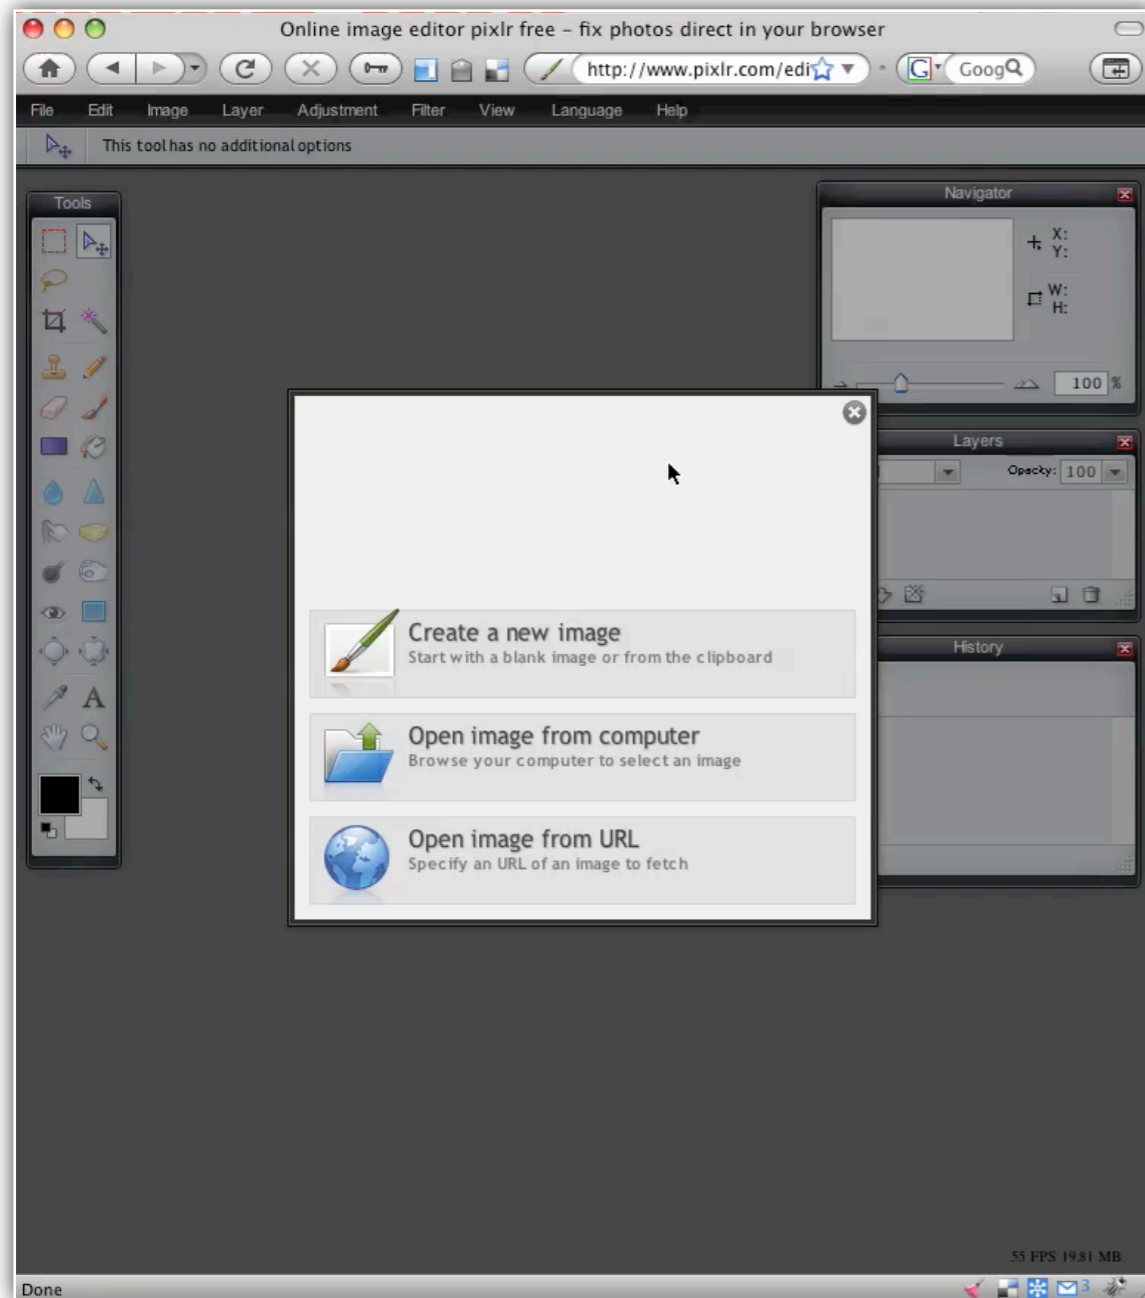 Online image editor pixlr free – fix photos direct in your browser
http://www.pixlr.com/edi
G Goog
File Edit Image Layer Adjustment Filter View Language Help
This tool has no additional options
Tools
A
Navigator
X:
Y:
W:
H:
100 %
Layers
Opacity: 100
History
Create a new image
Start with a blank image or from the clipboard
Open image from computer
Browse your computer to select an image
Open image from URL
Specify an URL of an image to fetch
55 FPS 19.81 MB
Done
3